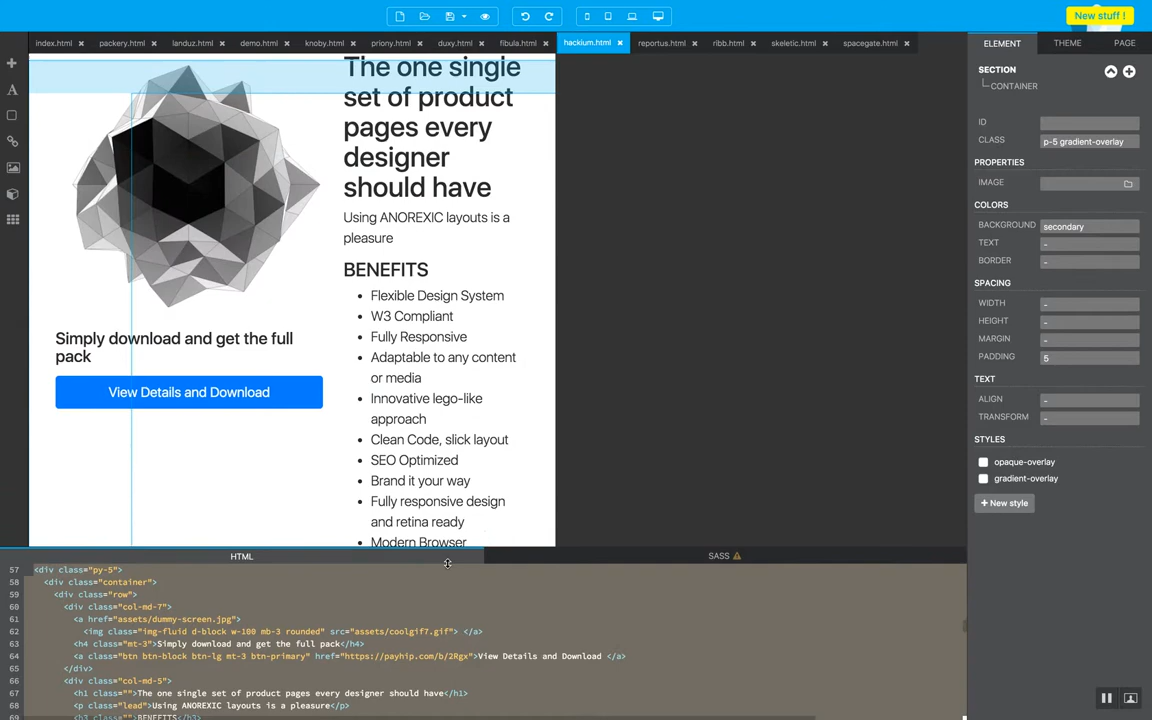 New stuff !
index.html
packery.html
landuz.html
demo.html
knoby.html
priony.html
duxy.html
fibula.html
hackium.html
reportus.html
ribb.html
skeletic.html
spacegate.html
ELEMENT
THEME
PAGE
SECTION
CONTAINER
ID
CLASS
p-5 gradient-overlay
PROPERTIES
IMAGE
COLORS
BACKGROUND
secondary
TEXT
-
BORDER
-
SPACING
WIDTH
-
HEIGHT
-
MARGIN
-
PADDING
5
TEXT
ALIGN
-
TRANSFORM
-
STYLES
opaque-overlay
gradient-overlay
+ New style
The one single
set of product
pages every
designer
should have
Using ANOREXIC layouts is a
pleasure
BENEFITS
Flexible Design System
W3 Compliant
Fully Responsive
Adaptable to any content
or media
Innovative lego-like
approach
Clean Code, slick layout
SEO Optimized
Brand it your way
Fully responsive design
and retina ready
Modern Browser
Simply download and get the full
pack
View Details and Download
HTML
SASS
57 <div class="py-5">
58 <div class="container">
59 <div class="row">
60 <div class="col-md-7">
61 <a href="assets/dummy-screen.jpg">
62 <img class="img-fluid d-block w-100 mb-3 rounded" src="assets/coolgif7.gif"> </a>
63 <h4 class="mt-3">Simply download and get the full pack</h4>
64 <a class="btn btn-block btn-lg mt-3 btn-primary" href="https://payhip.com/b/2Rgx">View Details and Download </a>
65 </div>
66 <div class="col-md-5">
67 <h1 class="">The one single set of product pages every designer should have</h1>
68 <p class="lead">Using ANOREXIC layouts is a pleasure</p>
69 <h3 class="">BENEFITS</h3>